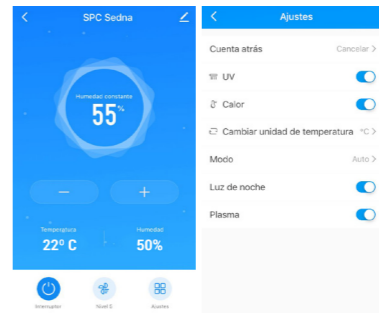 SPC Sedna
Humedad constante
55%
Temperatura
Humedad
22º C
50%
Interruptor
Nivel 5
Ajustes
Ajustes
Cuenta atrás
Cancelar
UV
Calor
Cambiar unidad de temperatura
°C
Modo
Auto
Luz de noche
Plasma